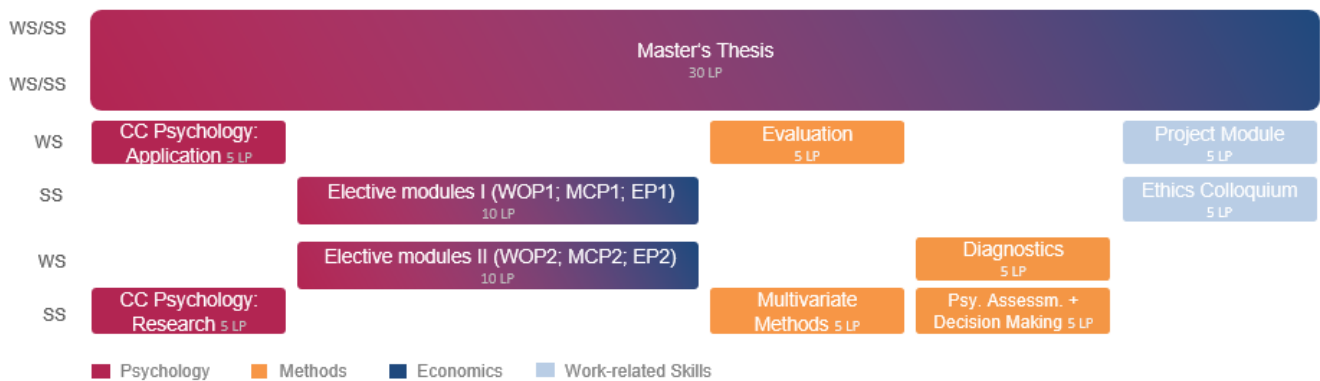 WS/SS
Master's Thesis
30 LP
WS/SS
WS
CC Psychology:
Application 5 LP
Evaluation
5 LP
Project Module
5 LP
SS
Elective modules I (WOP1; MCP1; EP1)
10 LP
Ethics Colloquium
5 LP
WS
Elective modules II (WOP2; MCP2; EP2)
10 LP
Diagnostics
5 LP
SS
CC Psychology:
Research 5 LP
Multivariate
Methods 5 LP
Psy. Assessm. +
Decision Making 5 LP
Psychology
Methods
Economics
Work-related Skills